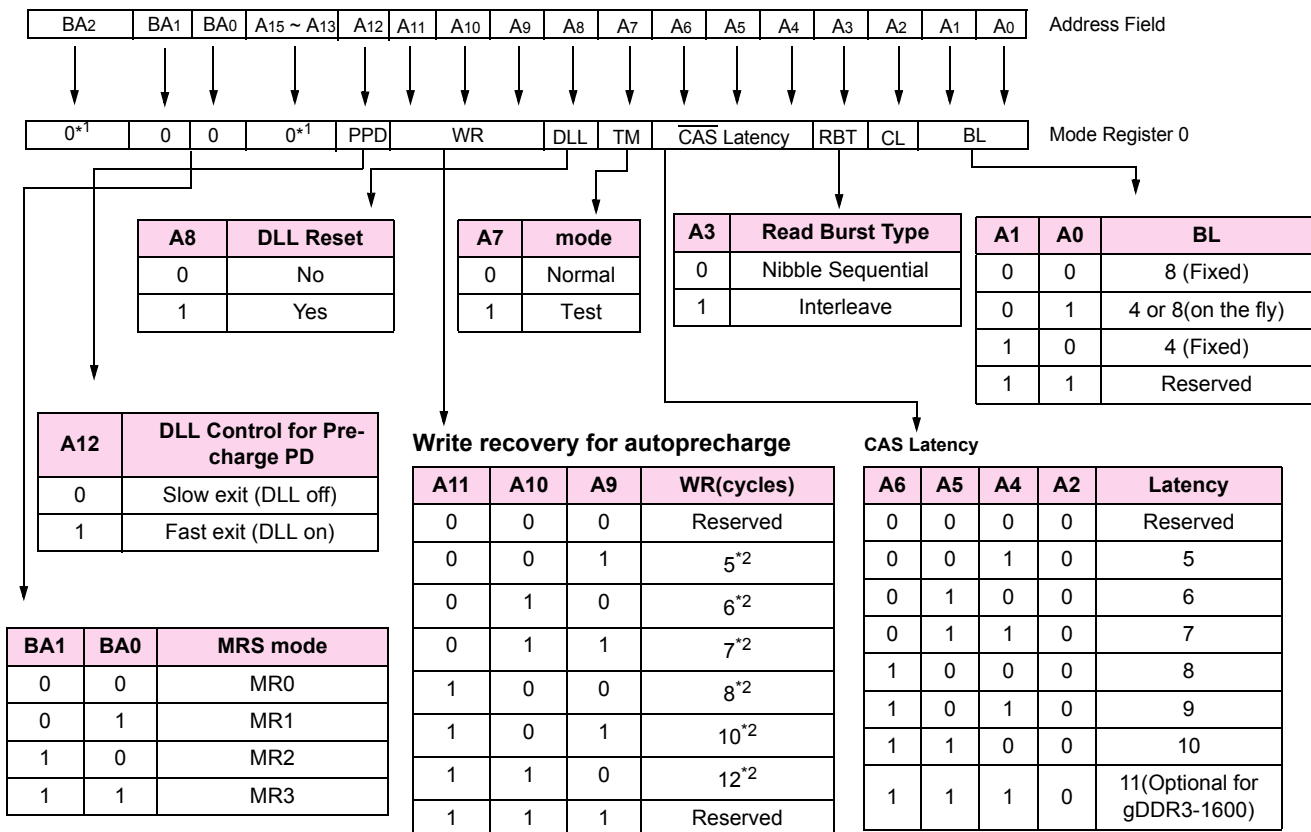 BA2 BA1 BA0 A15 ~ A13 A12 A11 A10 A9 A8 A7 A6 A5 A4 A3 A2 A1 A0 Address Field
0*1 0 0 0*1 PPD WR DLL TM CAS Latency RBT CL BL Mode Register 0
A8 DLL Reset
0 No
1 Yes
A7 mode
0 Normal
1 Test
A3 Read Burst Type
0 Nibble Sequential
1 Interleave
A1 A0 BL
0 0 8 (Fixed)
0 1 4 or 8(on the fly)
1 0 4 (Fixed)
1 1 Reserved
A12 DLL Control for Pre-
charge PD
0 Slow exit (DLL off)
1 Fast exit (DLL on)
BA1 BA0 MRS mode
0 0 MR0
0 1 MR1
1 0 MR2
1 1 MR3
Write recovery for autoprecharge
A11 A10 A9 WR(cycles)
0 0 0 Reserved
0 0 1 5*2
0 1 0 6*2
0 1 1 7*2
1 0 0 8*2
1 0 1 10*2
1 1 0 12*2
1 1 1 Reserved
CAS Latency
A6 A5 A4 A2 Latency
0 0 0 0 Reserved
0 0 1 0 5
0 1 0 0 6
0 1 1 0 7
1 0 0 0 8
1 0 1 0 9
1 1 0 0 10
1 1 1 0 11(Optional for
gDDR3-1600)